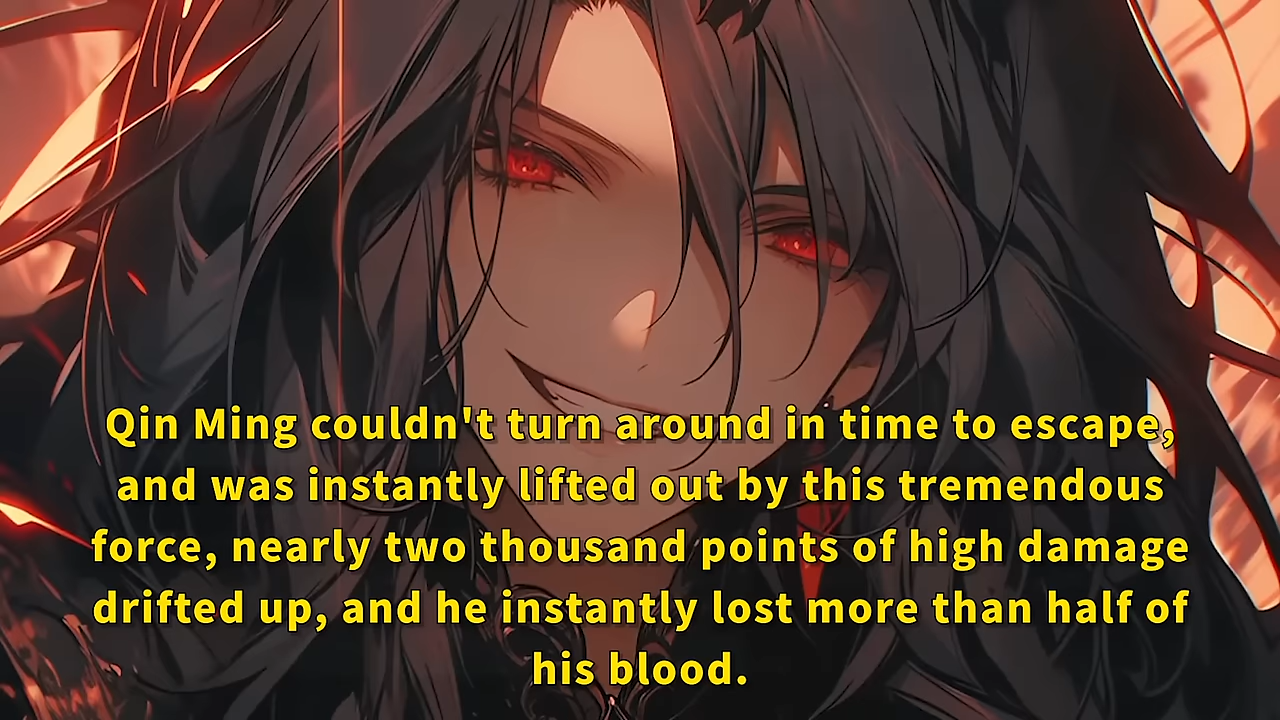 Qin Ming couldn't turn around in time to escape,
and was instantly lifted out by this tremendous
force, nearly two thousand points of high damage
drifted up, and he instantly lost more than half of
his blood.